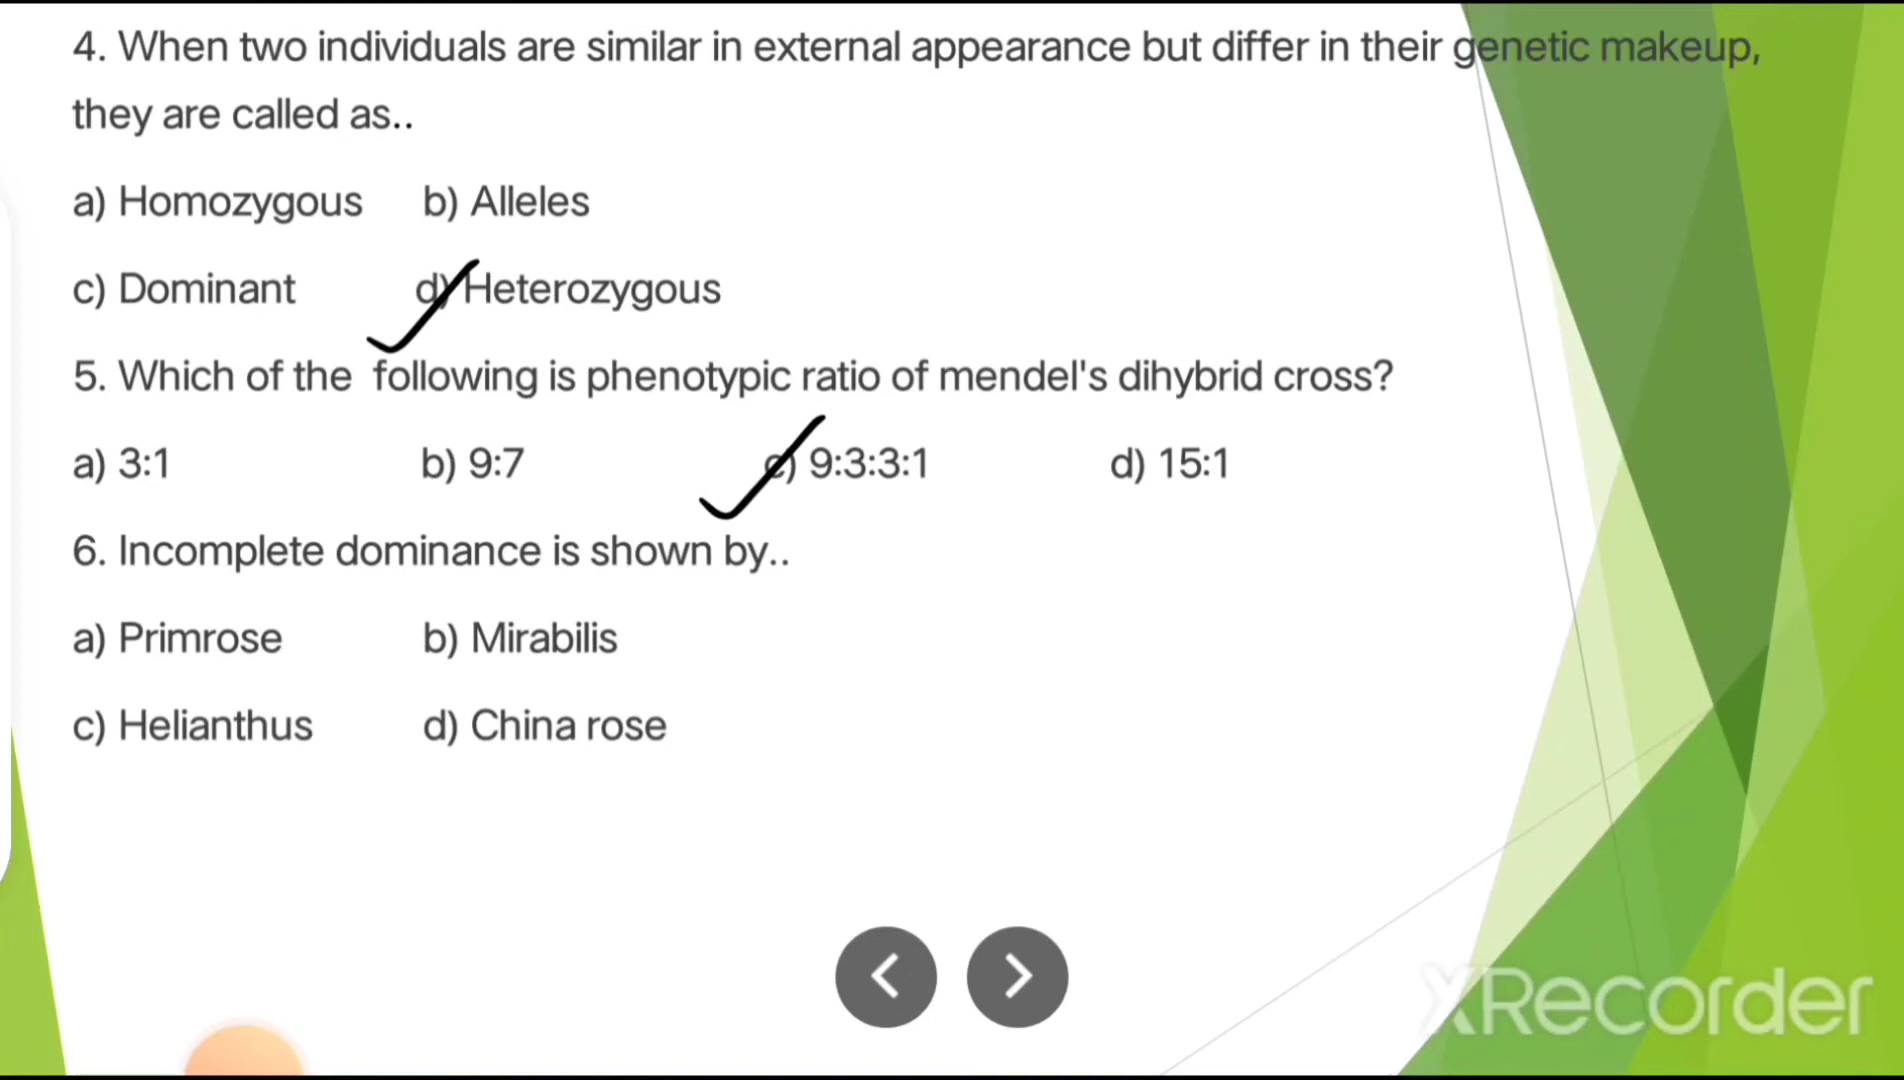 4. When two individuals are similar in external appearance but differ in their genetic makeup,
they are called as..
a) Homozygous b) Alleles
c) Dominant d) Heterozygous
5. Which of the following is phenotypic ratio of mendel's dihybrid cross?
a) 3:1 b) 9:7 c) 9:3:3:1 d) 15:1
6. Incomplete dominance is shown by..
a) Primrose b) Mirabilis
c) Helianthus d) China rose
XRecorder